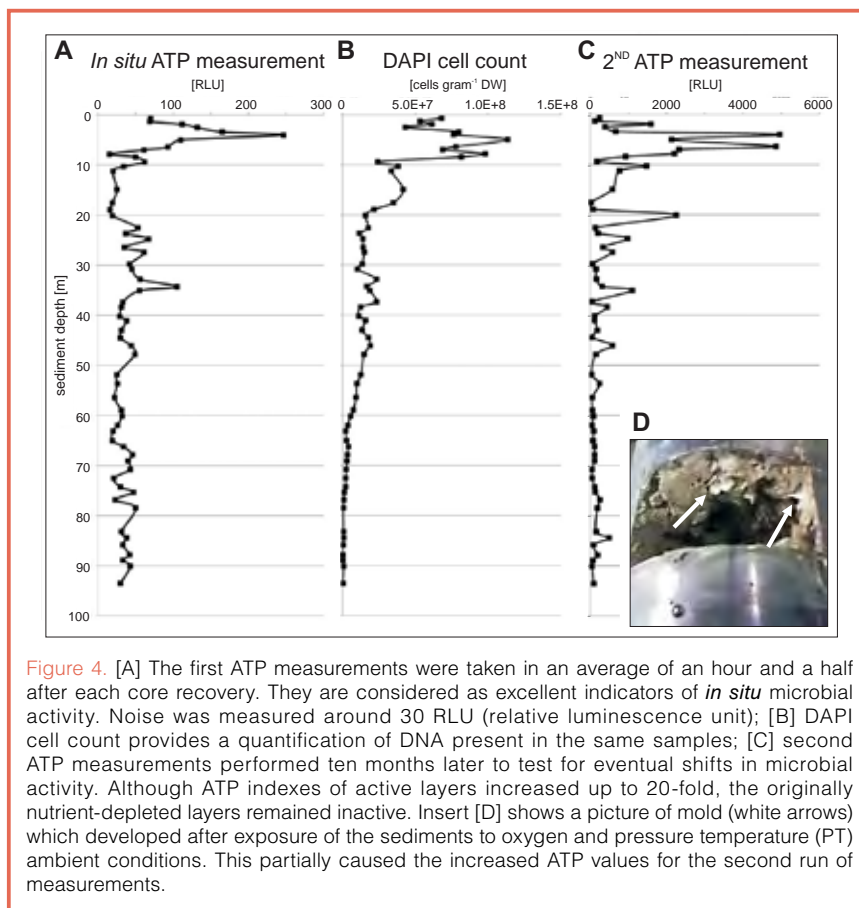 A In situ ATP measurement
[RLU]
0 100 200 300
B DAPI cell count
[cells gram⁻¹ DW]
0 5.0E+7 1.0E+8 1.5E+8
C 2ND ATP measurement
[RLU]
0 2000 4000 6000
sediment depth [m]
0
10
20
30
40
50
60
70
80
90
100
D
Figure 4. [A] The first ATP measurements were taken in an average of an hour and a half
after each core recovery. They are considered as excellent indicators of in situ microbial
activity. Noise was measured around 30 RLU (relative luminescence unit); [B] DAPI
cell count provides a quantification of DNA present in the same samples; [C] second
ATP measurements performed ten months later to test for eventual shifts in microbial
activity. Although ATP indexes of active layers increased up to 20-fold, the originally
nutrient-depleted layers remained inactive. Insert [D] shows a picture of mold (white arrows)
which developed after exposure of the sediments to oxygen and pressure temperature (PT)
ambient conditions. This partially caused the increased ATP values for the second run of
measurements.